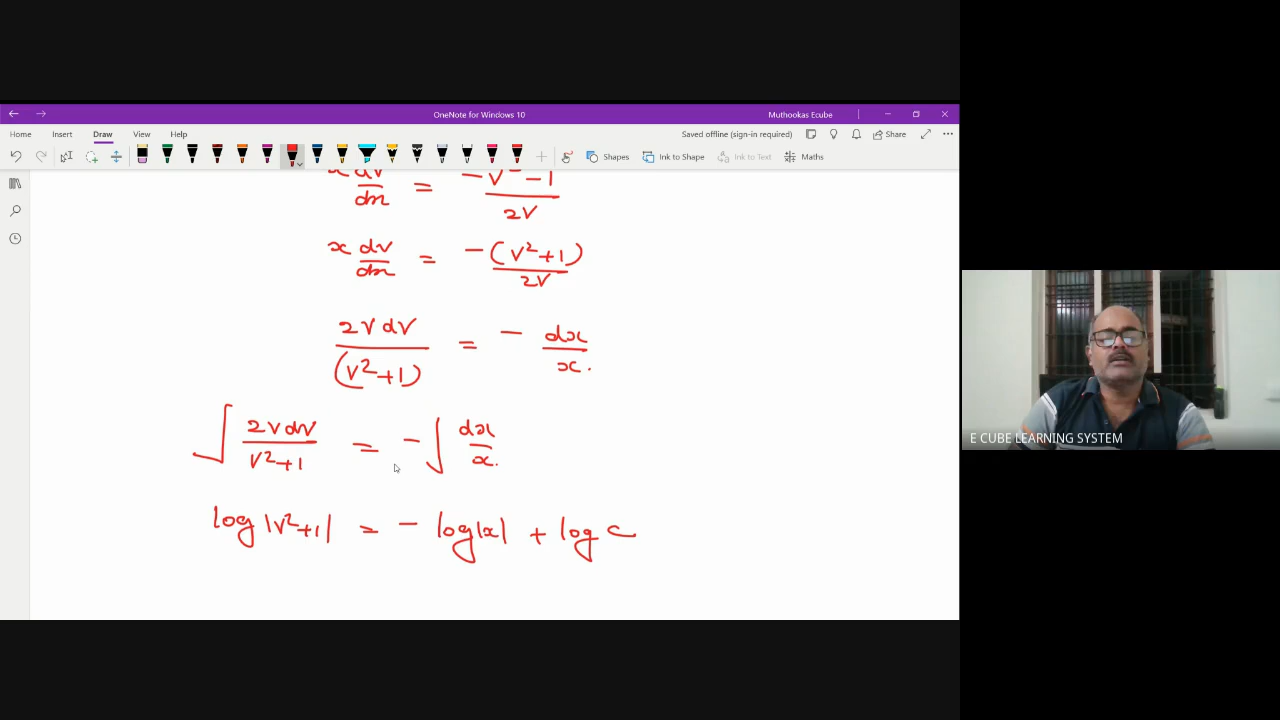 OneNote for Windows 10
Muthookas Ecube
Home Insert Draw View Help
Saved offline (sign-in required) Share
Shapes Ink to Shape Ink to Text Maths
x dv/dx = -v² - 1 / 2v
x dv/dx = -(v²+1) / 2v
2v dv / (v²+1) = - dx/x.
∫ 2v dv / v²+1 = - ∫ dx/x.
log |v²+1| = - log|x| + log c
E CUBE LEARNING SYSTEM